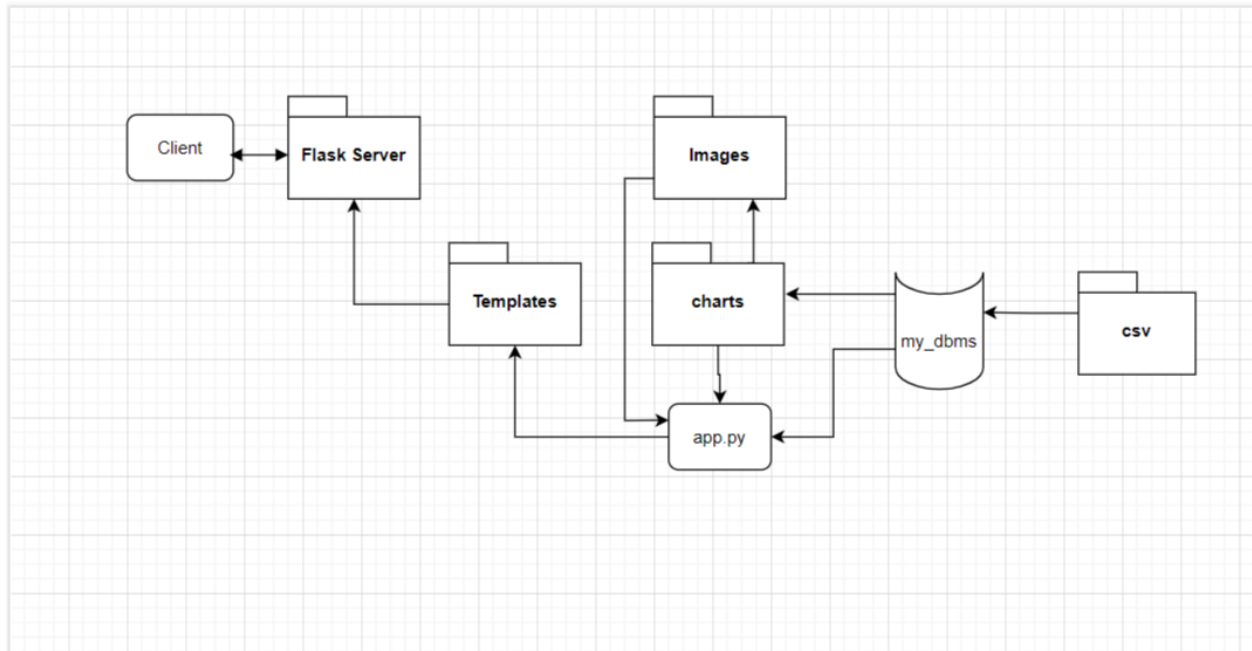 Client
Flask Server
Images
Templates
charts
my_dbms
csv
app.py